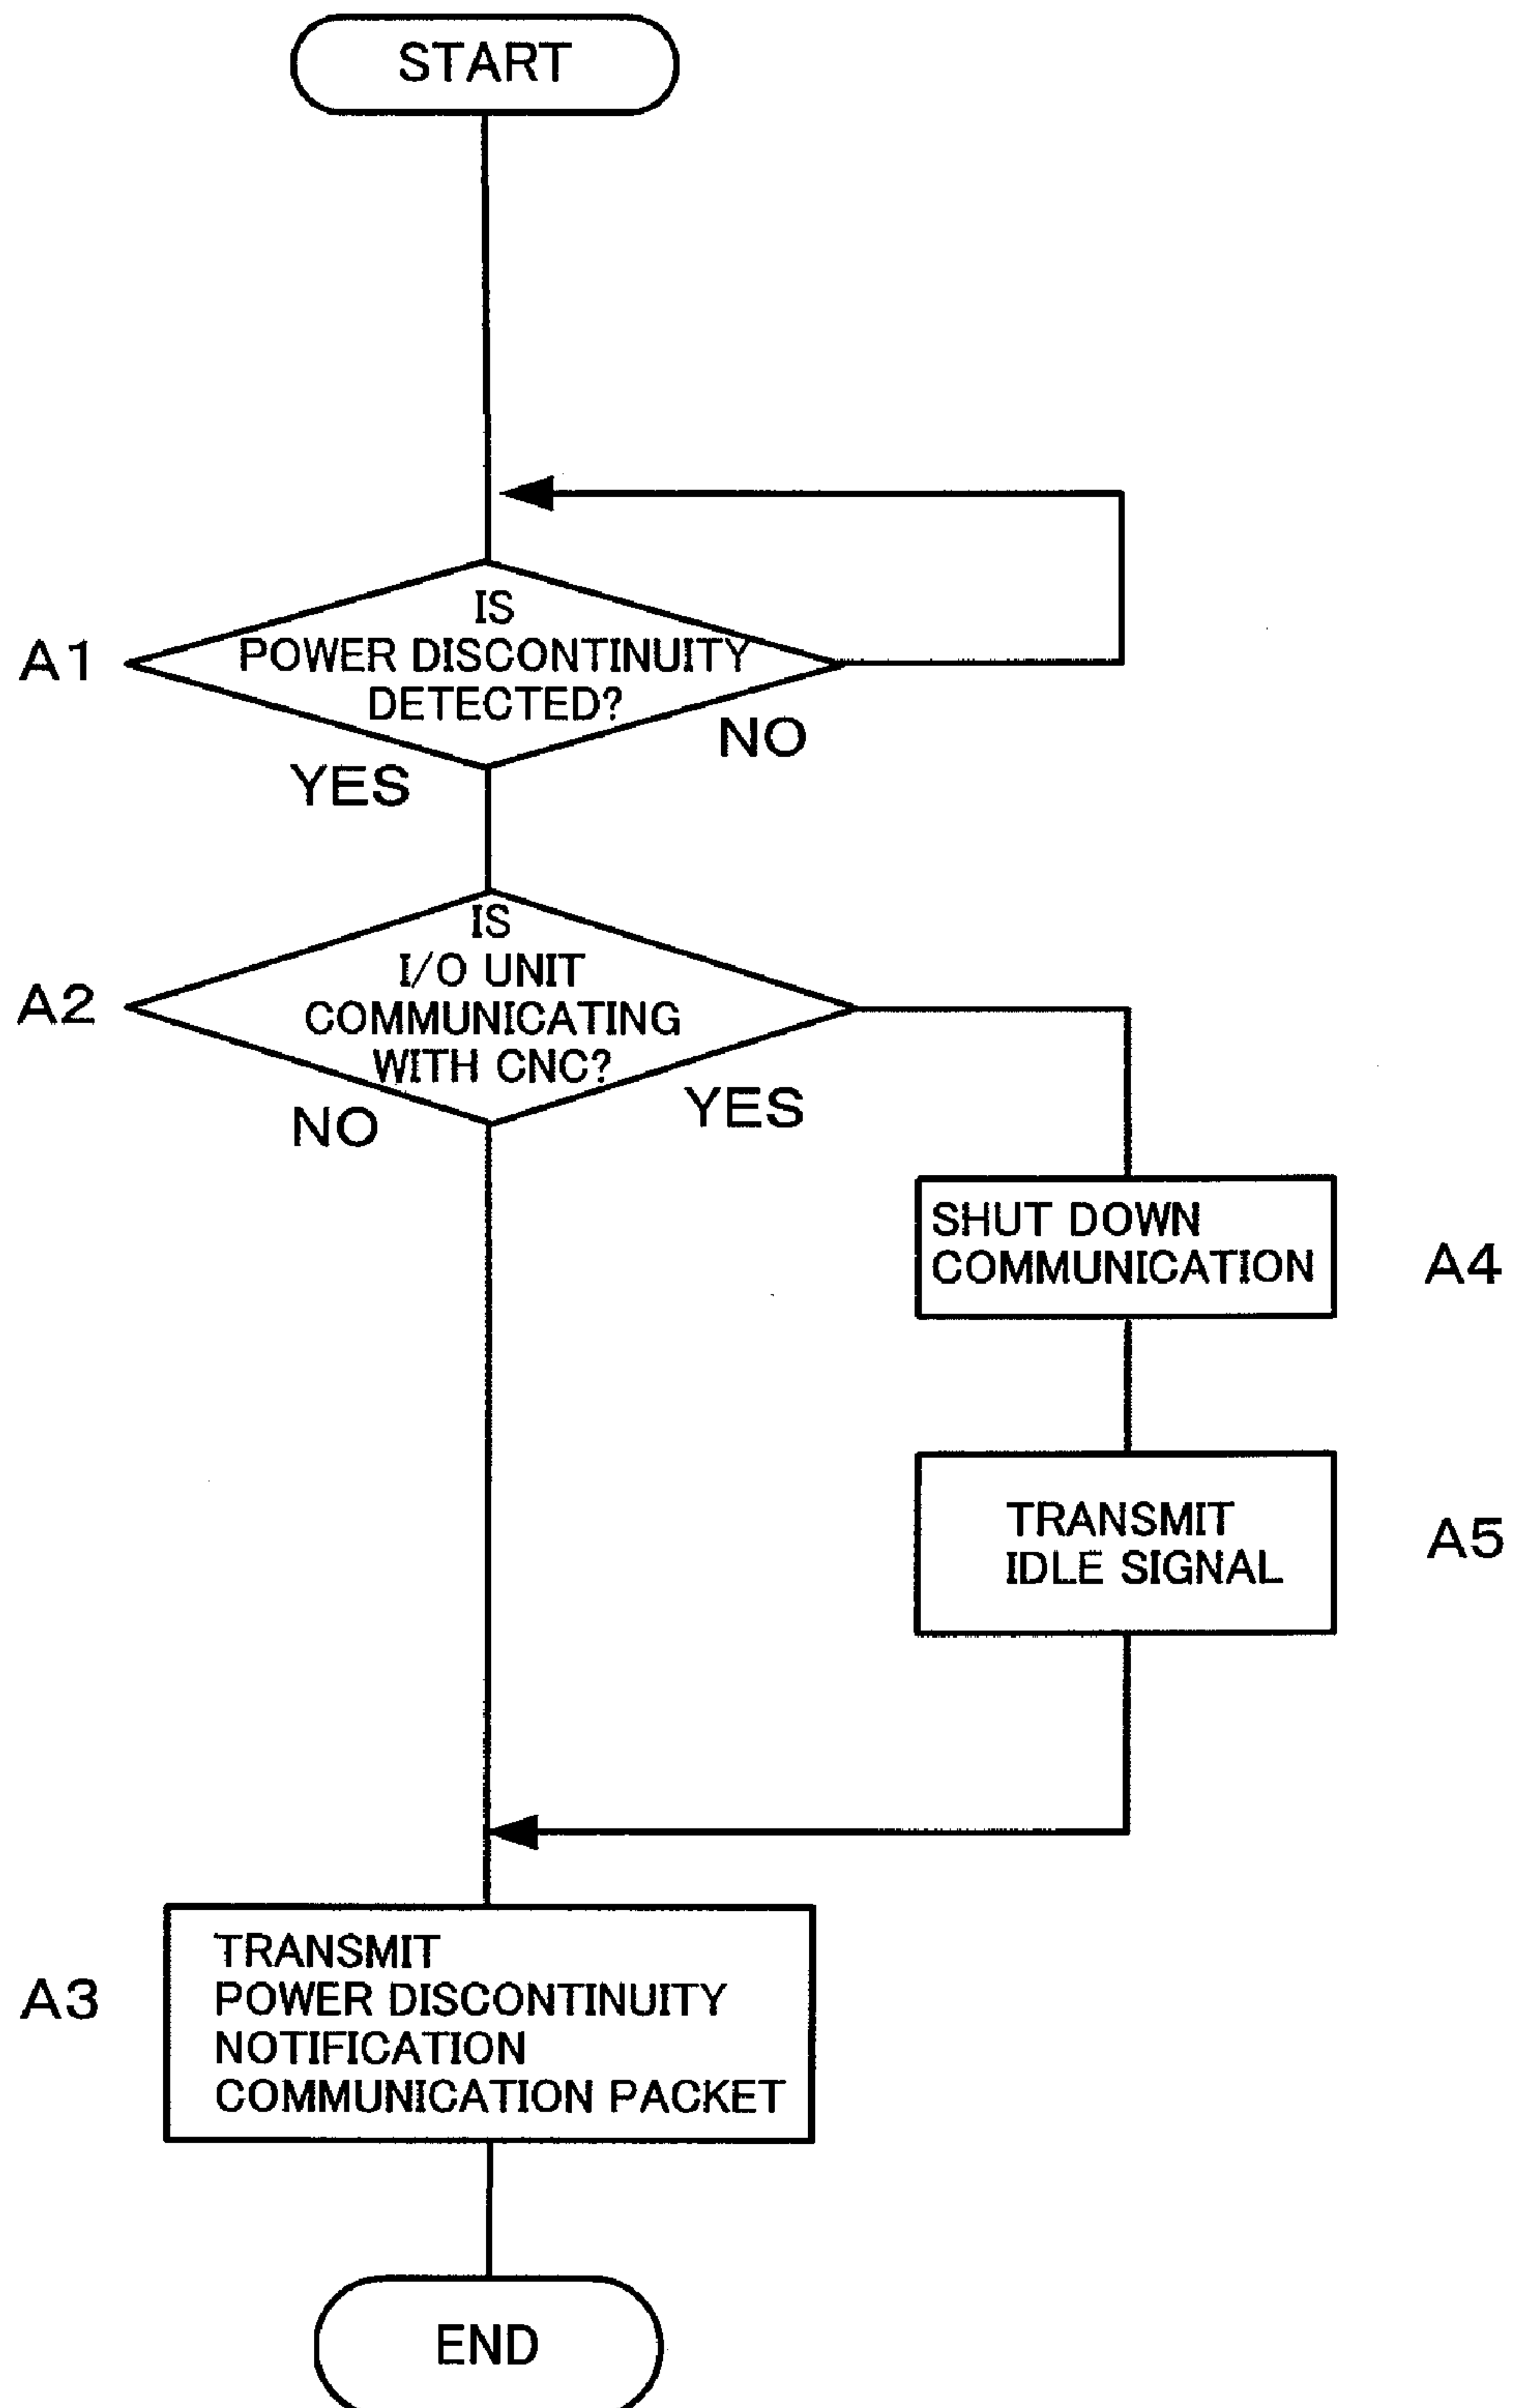 START
IS
POWER DISCONTINUITY
DETECTED?
A1
NO
YES
IS
I/O UNIT
COMMUNICATING
WITH CNC?
A2
YES
NO
SHUT DOWN
COMMUNICATION
A4
TRANSMIT
IDLE SIGNAL
A5
TRANSMIT
POWER DISCONTINUITY
NOTIFICATION
COMMUNICATION PACKET
A3
END